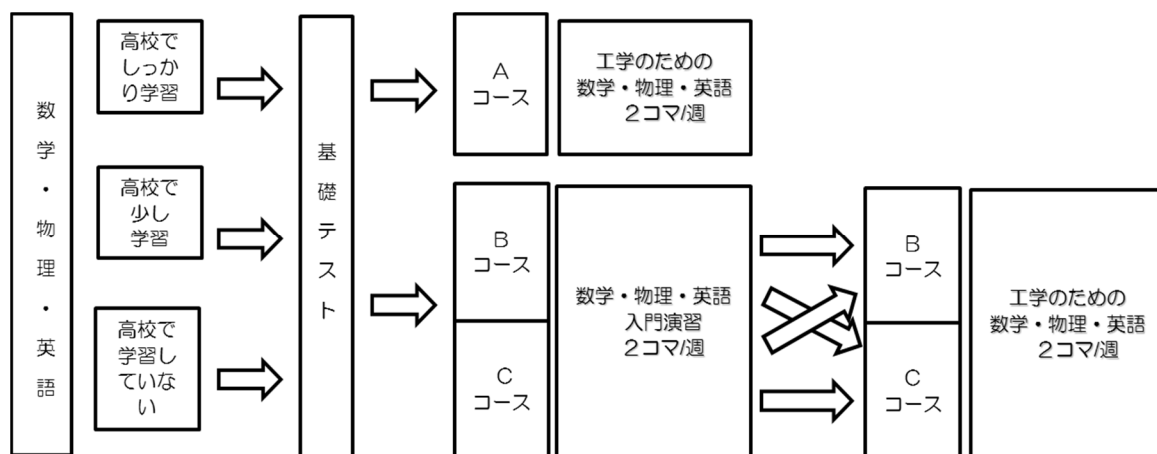 数学・物理・英語
高校で
しっか
り学習
高校で
少し
学習
高校で
学習し
ていな
い
基礎テスト
A
コース
工学のための
数学・物理・英語
2コマ/週
B
コース
C
コース
数学・物理・英語
入門演習
2コマ/週
B
コース
C
コース
工学のための
数学・物理・英語
2コマ/週